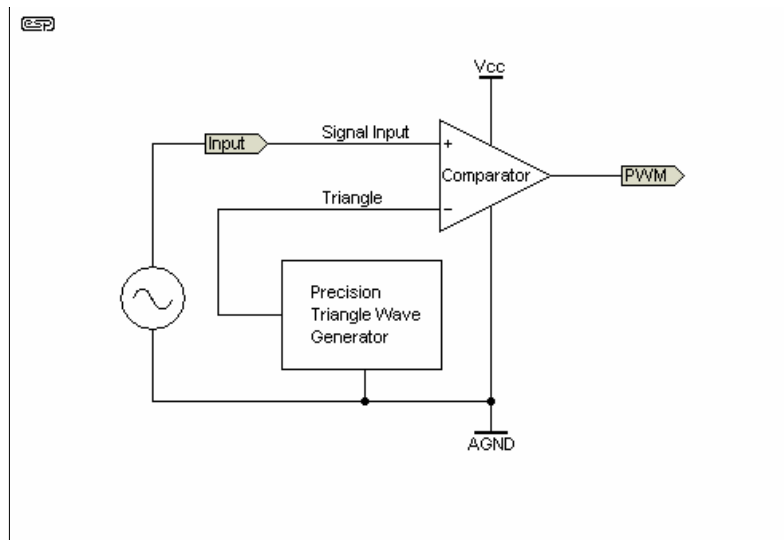 esp
Vcc
Input
Signal Input
+
Comparator
PWM
Triangle
−
Precision
Triangle Wave
Generator
AGND